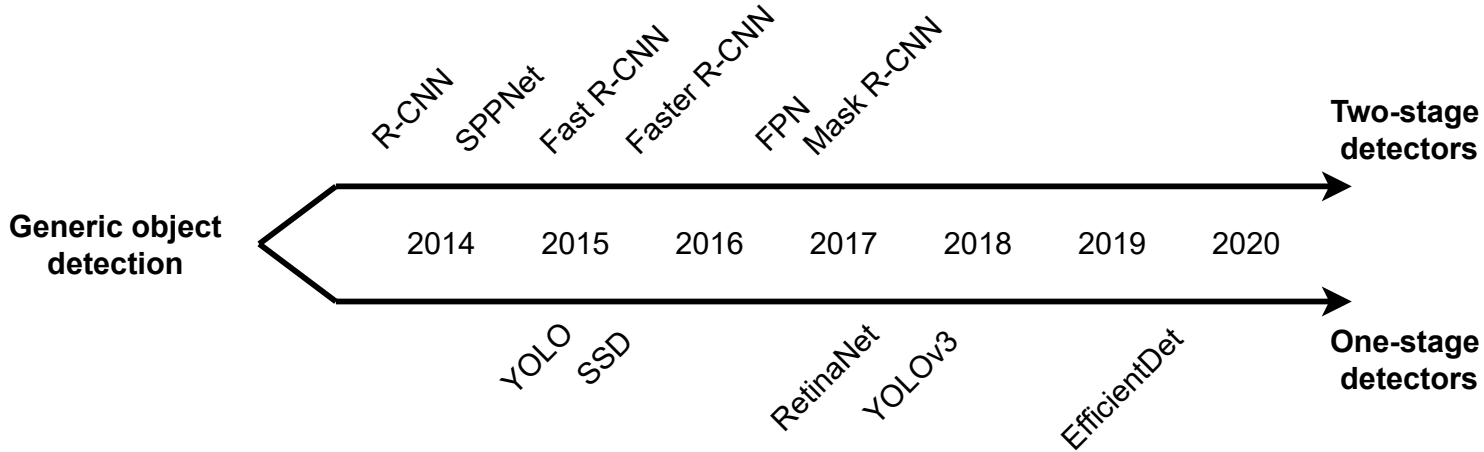 R-CNN
SPPNet
Fast R-CNN
Faster R-CNN
FPN
Mask R-CNN
Two-stage
detectors
Generic object
detection
2014 2015 2016 2017 2018 2019 2020
YOLO
SSD
RetinaNet
YOLOv3
EfficientDet
One-stage
detectors